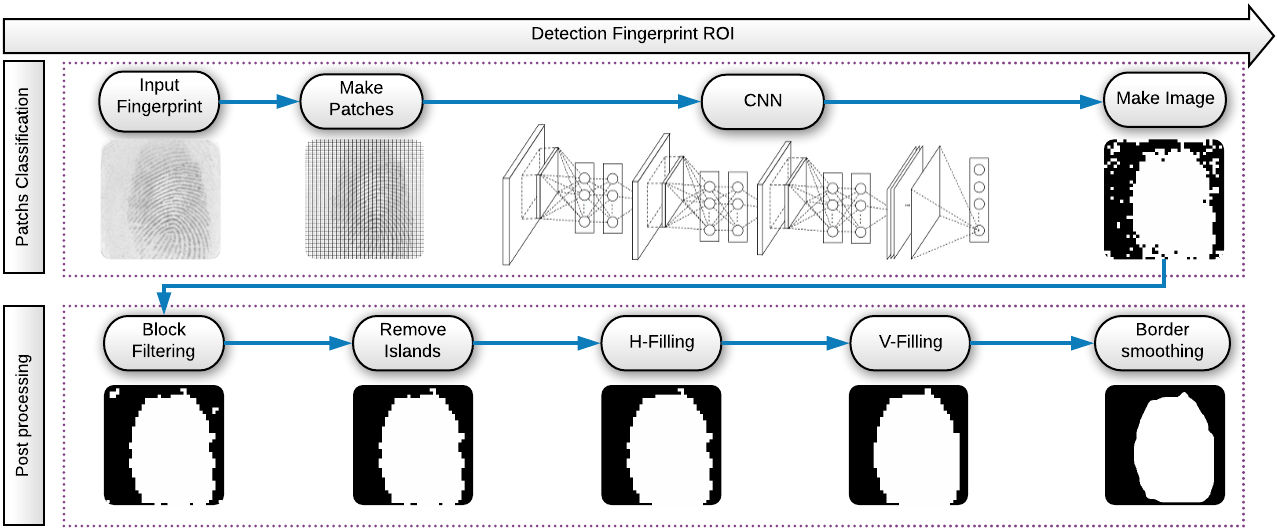 Detection Fingerprint ROI
Patchs Classification
Input
Fingerprint
Make
Patches
CNN
Make Image
Post processing
Block
Filtering
Remove
Islands
H-Filling
V-Filling
Border
smoothing